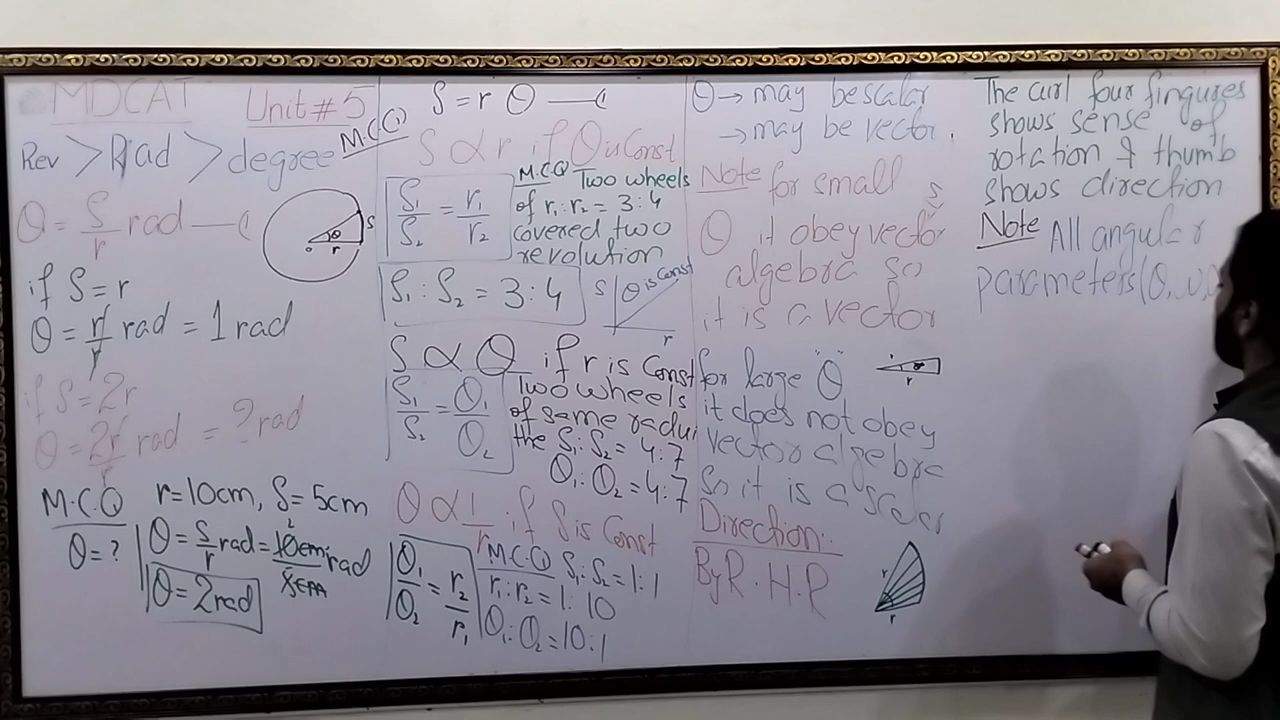 MDCAT Unit #5
Rev > Rad > degree M.C.Q
θ = S/r rad —(
S
θ
r
if S = r
θ = r/r rad = 1 rad
if S = 2r
θ = 2r/r rad = ? rad
M.C.Q r = 10cm, S = 5cm
θ = ? θ = S/r rad = 10cm/5cm rad
θ = 2 rad
S = r θ —(
S ∝ r if θ is Const
S₁/S₂ = r₁/r₂
M.C.Q Two wheels
of r₁:r₂ = 3:4
covered two
revolution
S₁ : S₂ = 3 : 4
S θ is Const
r
S ∝ θ if r is Const
S₁/S₂ = θ₁/θ₂
Two wheels
of same radui
the S₁:S₂ = 4:7
θ₁:θ₂ = 4:7
θ ∝ 1/r if S is Const
θ₁/θ₂ = r₂/r₁
M.C.Q S₁:S₂ = 1:1
r₁:r₂ = 1:10
θ₁:θ₂ = 10:1
θ → may be scalar
→ may be vector.
Note for small
θ it obey vector
algebra so
it is a vector
for large "θ"
it does not obey
vector algebra
So it is a scalar
θ
r
Direction:
By R.H.R
r
r
The curl four fingures
shows sense of
rotation & thumb
shows direction
Note All angular
parameters(θ, ω,